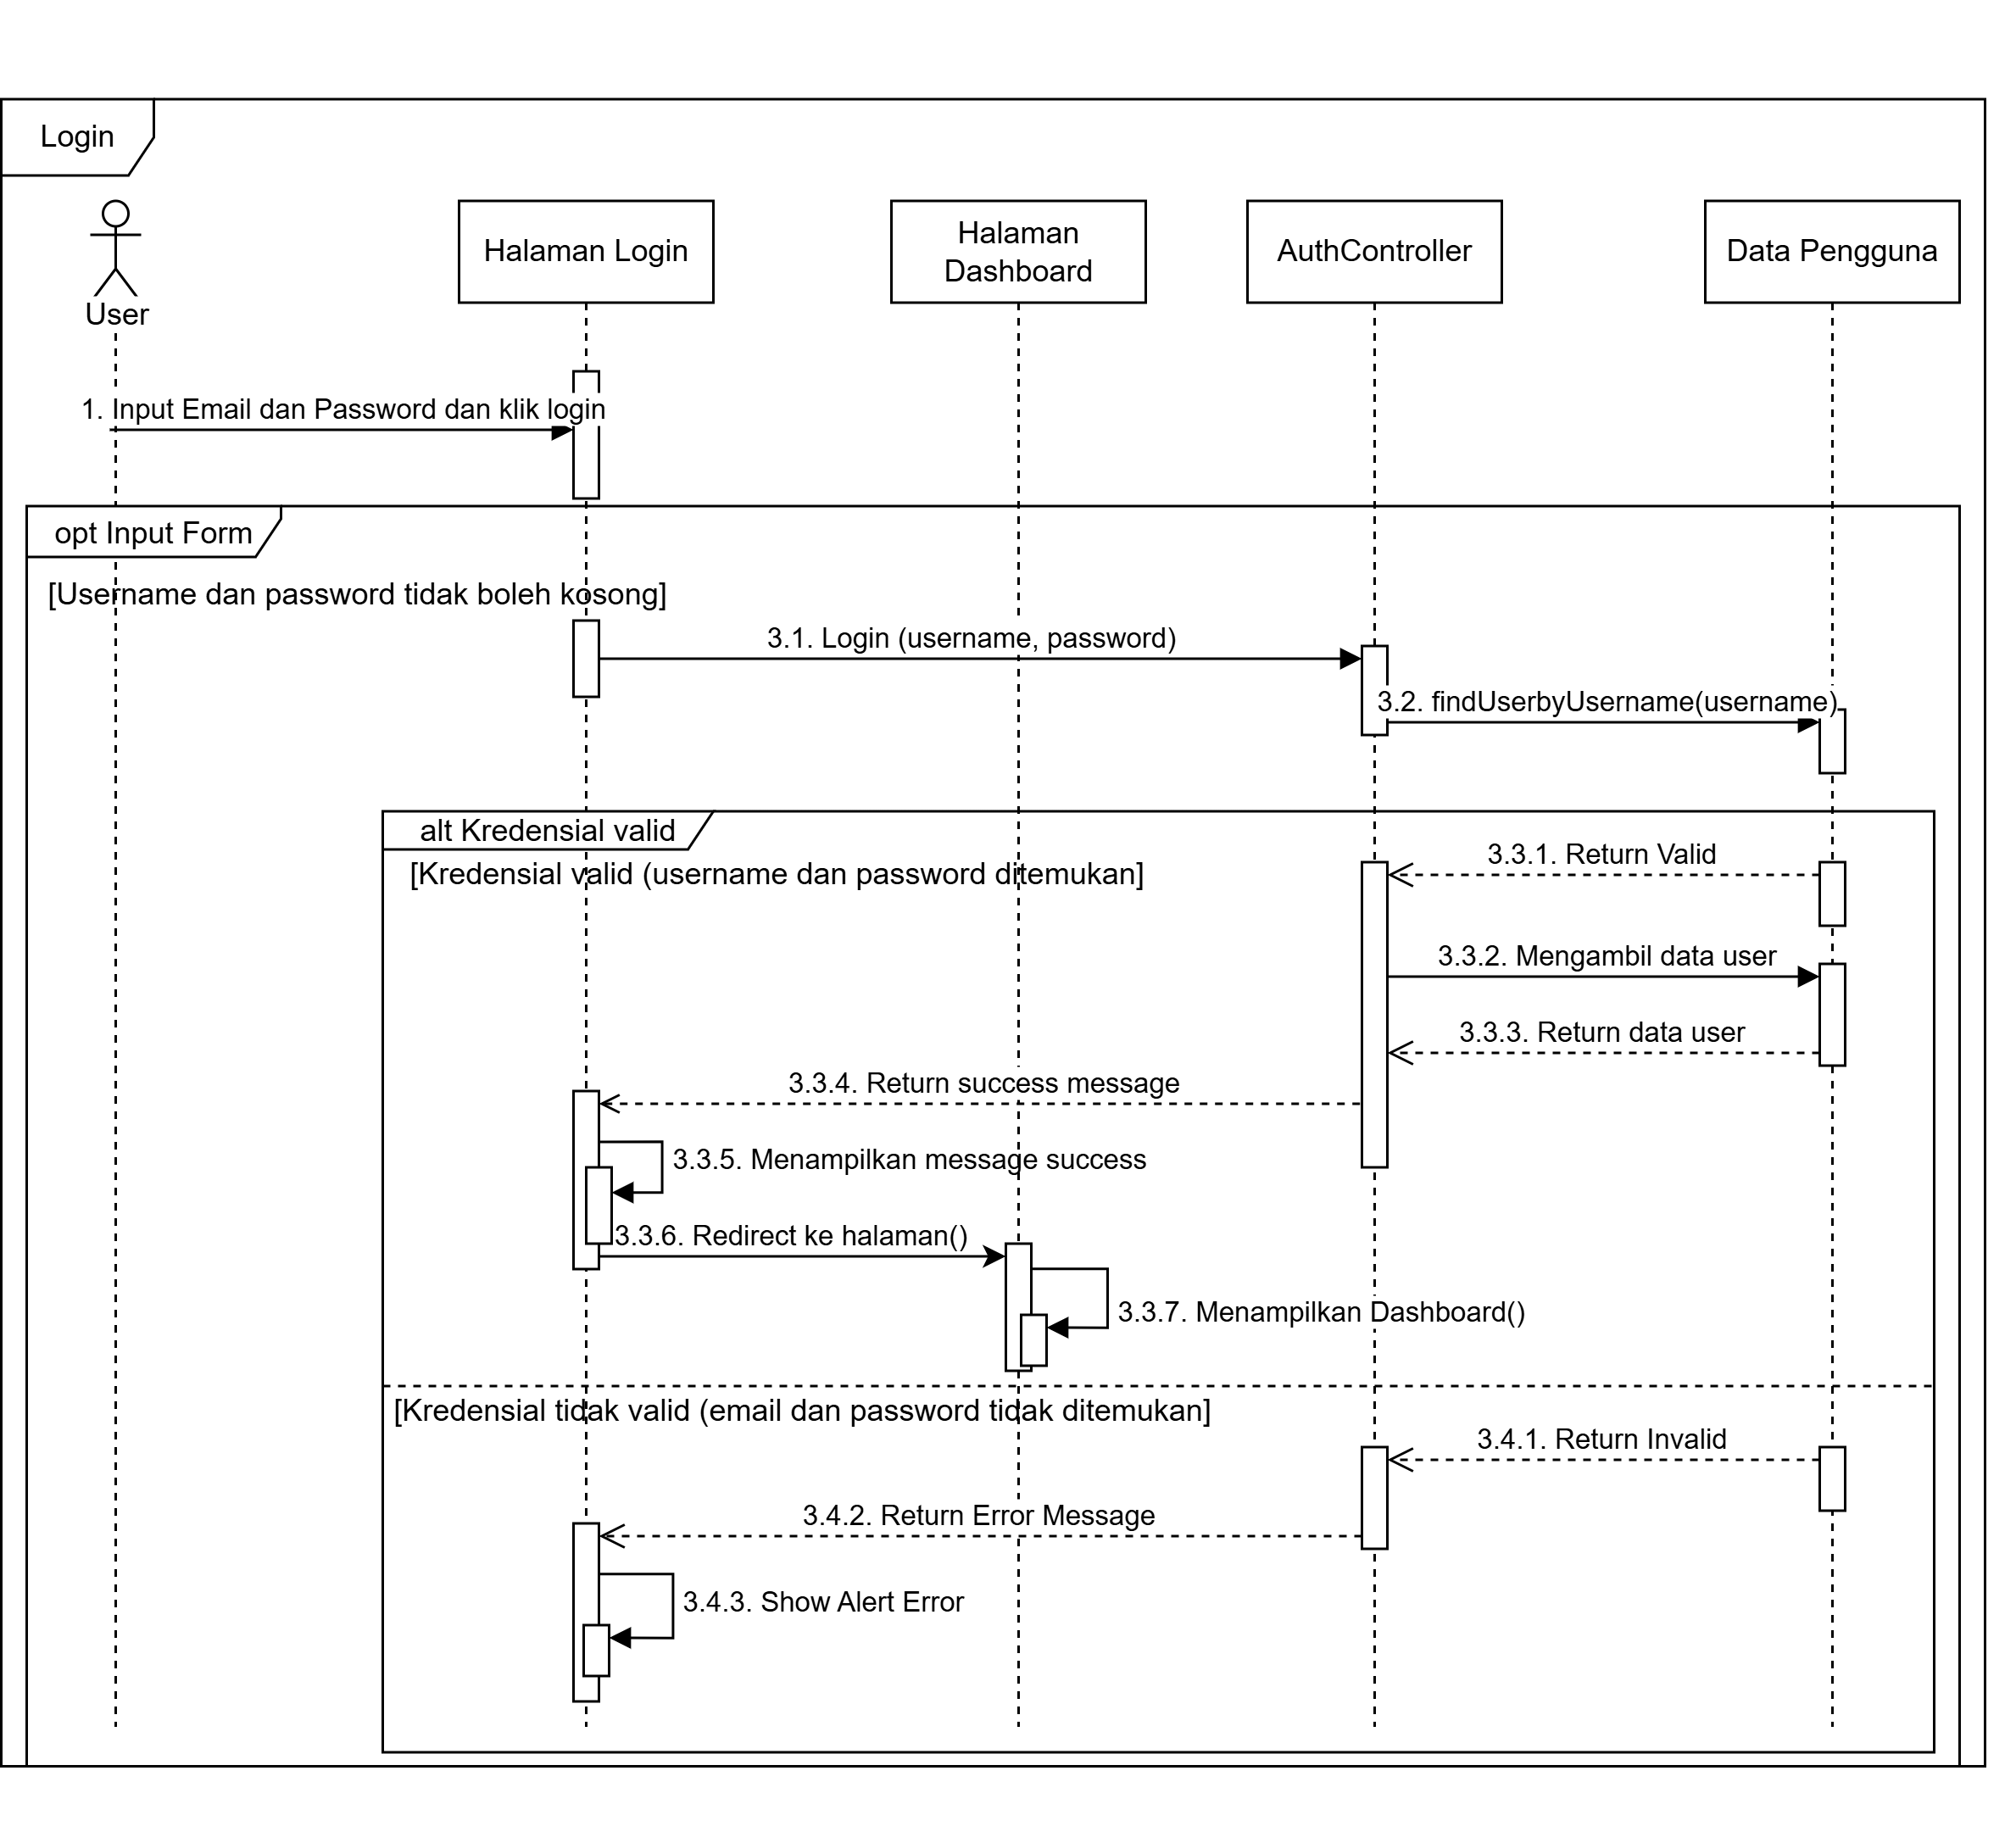 Login
User
Halaman Login
Halaman
Dashboard
AuthController
Data Pengguna
1. Input Email dan Password dan klik login
opt Input Form
[Username dan password tidak boleh kosong]
3.1. Login (username, password)
3.2. findUserbyUsername(username)
alt Kredensial valid
[Kredensial valid (username dan password ditemukan]
3.3.1. Return Valid
3.3.2. Mengambil data user
3.3.3. Return data user
3.3.4. Return success message
3.3.5. Menampilkan message success
3.3.6. Redirect ke halaman()
3.3.7. Menampilkan Dashboard()
[Kredensial tidak valid (email dan password tidak ditemukan]
3.4.1. Return Invalid
3.4.2. Return Error Message
3.4.3. Show Alert Error